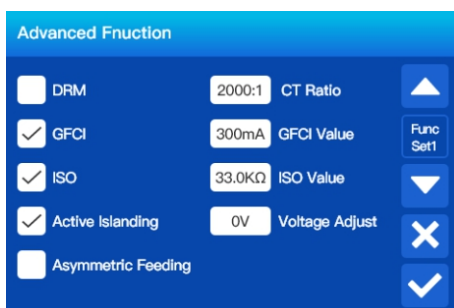 Advanced Fnuction
DRM 2000:1 CT Ratio
GFCI 300mA GFCI Value
Func
Set1
ISO 33.0KΩ ISO Value
Active Islanding 0V Voltage Adjust
Asymmetric Feeding